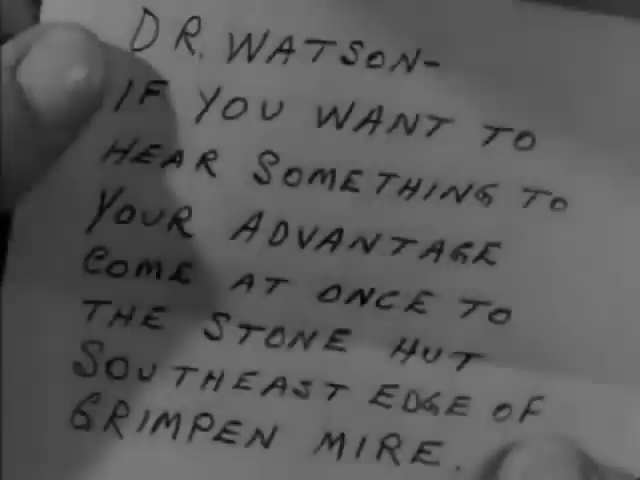 DR. WATSON-
IF YOU WANT TO
HEAR SOMETHING TO
YOUR ADVANTAGE
COME AT ONCE TO
THE STONE HUT
SOUTHEAST EDGE OF
GRIMPEN MIRE.